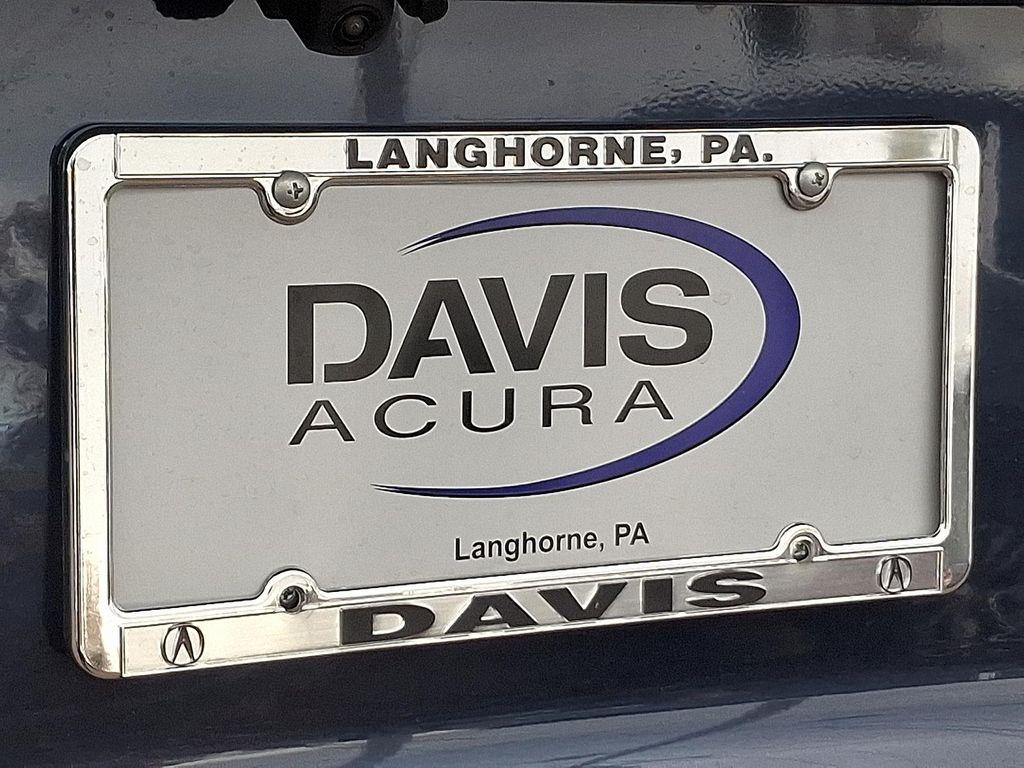 LANGHORNE, PA.
DAVIS
ACURA
Langhorne, PA
DAVIS